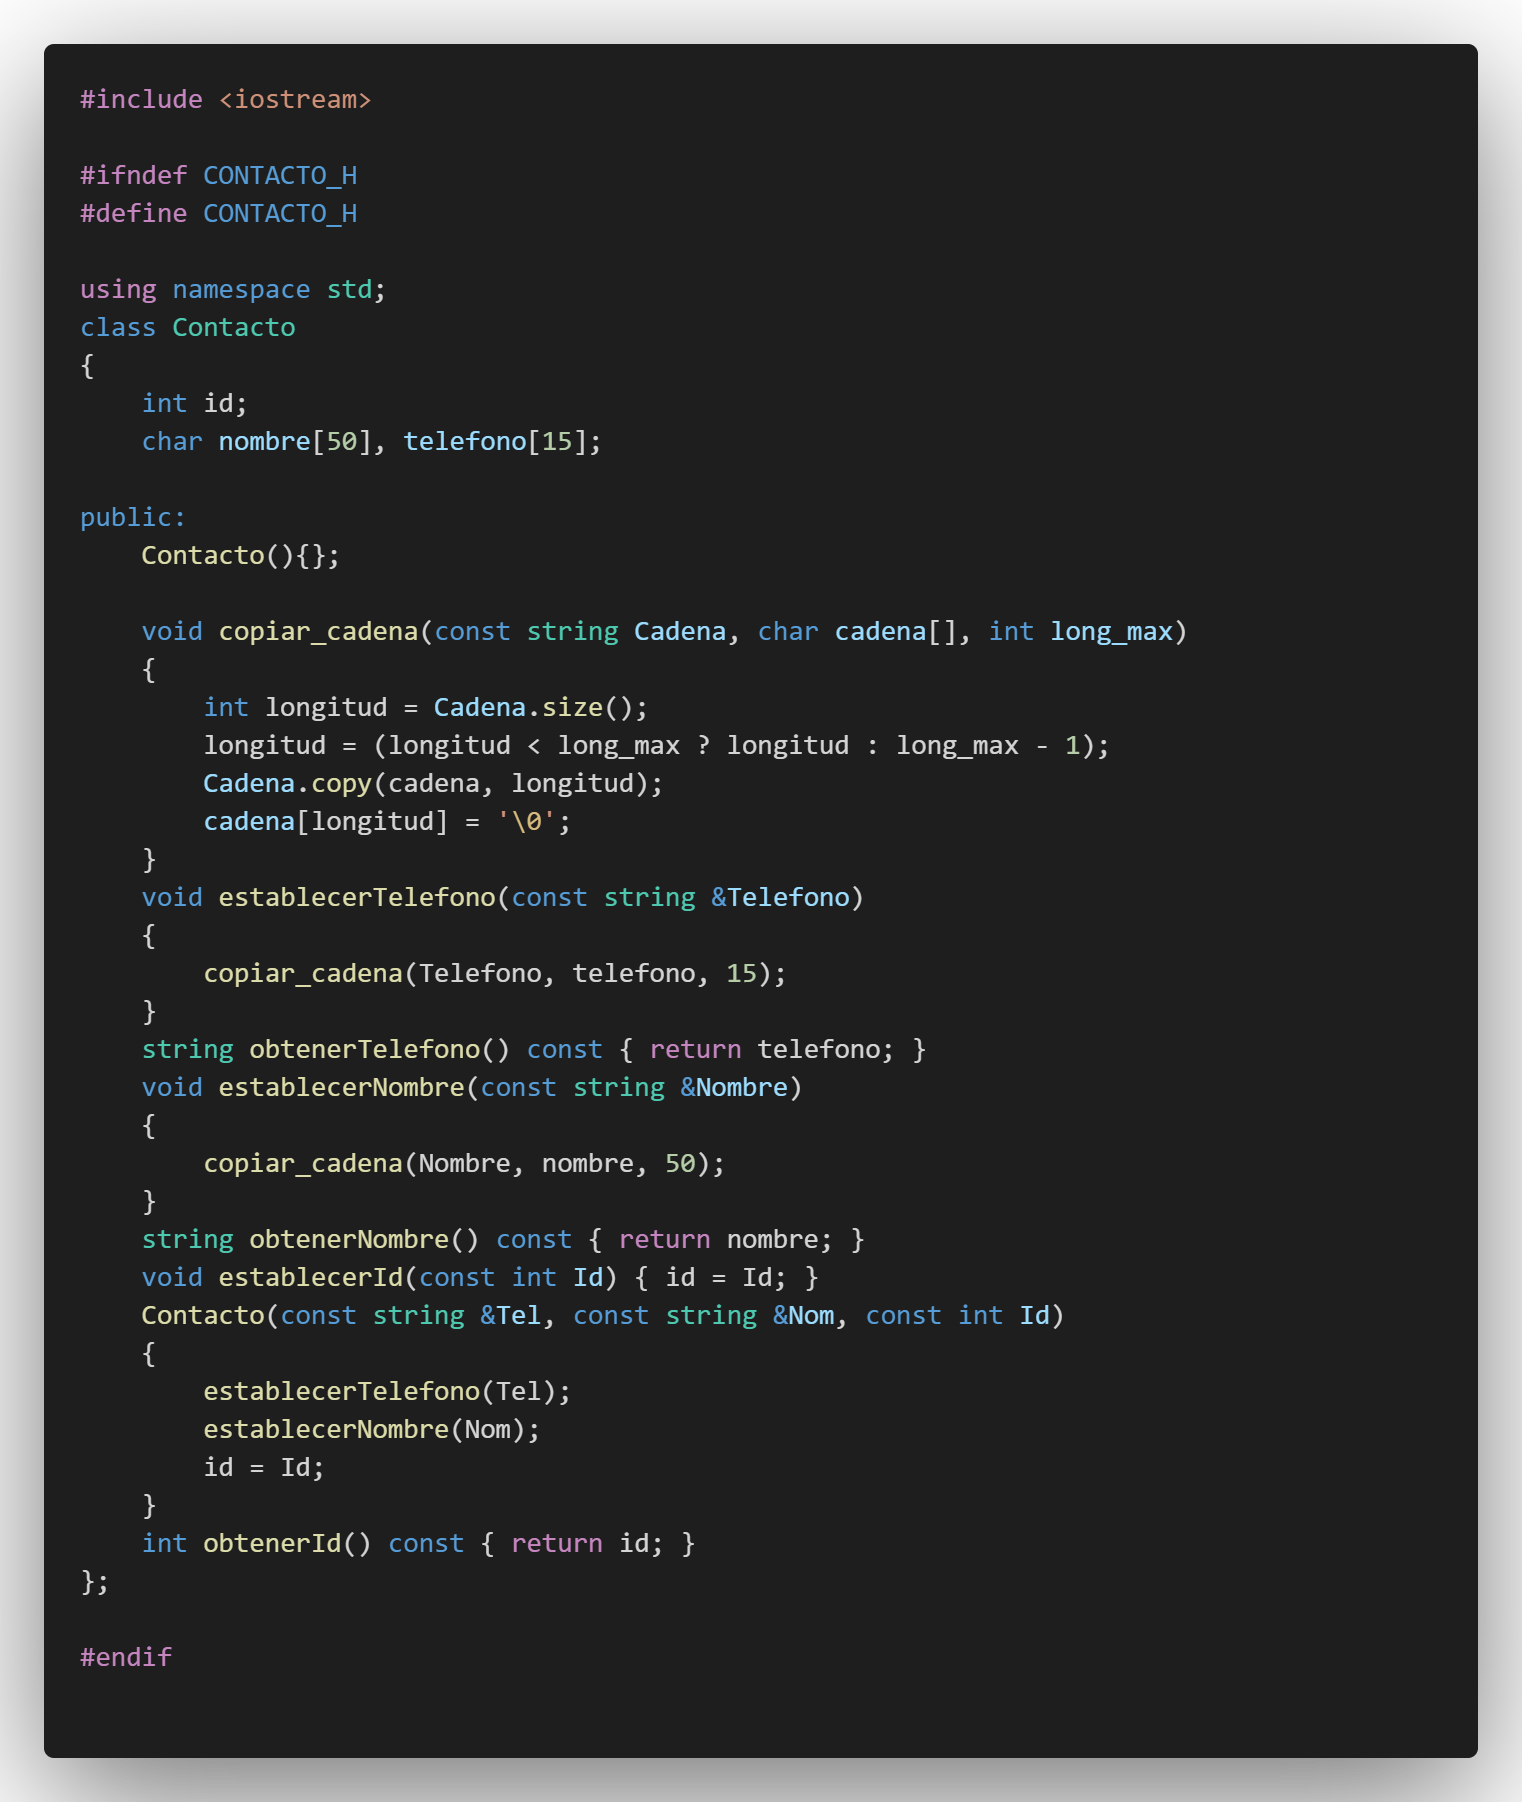 #include <iostream>

#ifndef CONTACTO_H
#define CONTACTO_H

using namespace std;
class Contacto
{
    int id;
    char nombre[50], telefono[15];

public:
    Contacto(){};

    void copiar_cadena(const string Cadena, char cadena[], int long_max)
    {
        int longitud = Cadena.size();
        longitud = (longitud < long_max ? longitud : long_max - 1);
        Cadena.copy(cadena, longitud);
        cadena[longitud] = '\0';
    }
    void establecerTelefono(const string &Telefono)
    {
        copiar_cadena(Telefono, telefono, 15);
    }
    string obtenerTelefono() const { return telefono; }
    void establecerNombre(const string &Nombre)
    {
        copiar_cadena(Nombre, nombre, 50);
    }
    string obtenerNombre() const { return nombre; }
    void establecerId(const int Id) { id = Id; }
    Contacto(const string &Tel, const string &Nom, const int Id)
    {
        establecerTelefono(Tel);
        establecerNombre(Nom);
        id = Id;
    }
    int obtenerId() const { return id; }
};

#endif